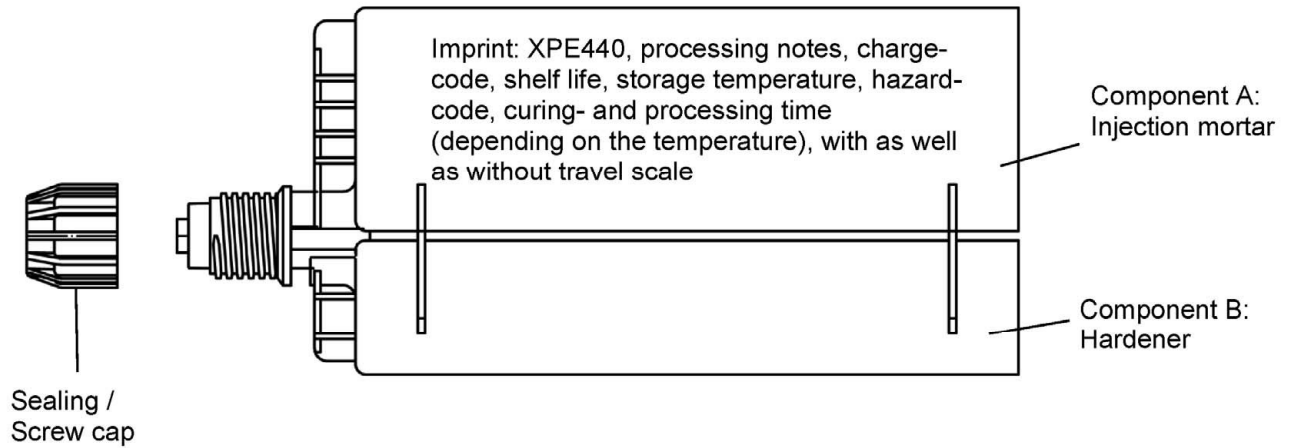 Imprint: XPE440, processing notes, charge-
code, shelf life, storage temperature, hazard-
code, curing- and processing time
(depending on the temperature), with as well
as without travel scale
Component A:
Injection mortar
Component B:
Hardener
Sealing /
Screw cap